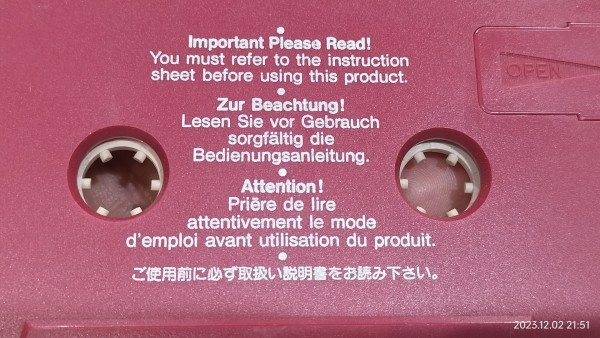 Important Please Read!
You must refer to the instruction
sheet before using this product.
Zur Beachtung!
Lesen Sie vor Gebrauch
sorgfältig die
Bedienungsanleitung.
Attention!
Prière de lire
attentivement le mode
d'emploi avant utilisation du produit.
ご使用前に必ず取扱い説明書をお読み下さい。
OPEN
2023.12.02 21:51